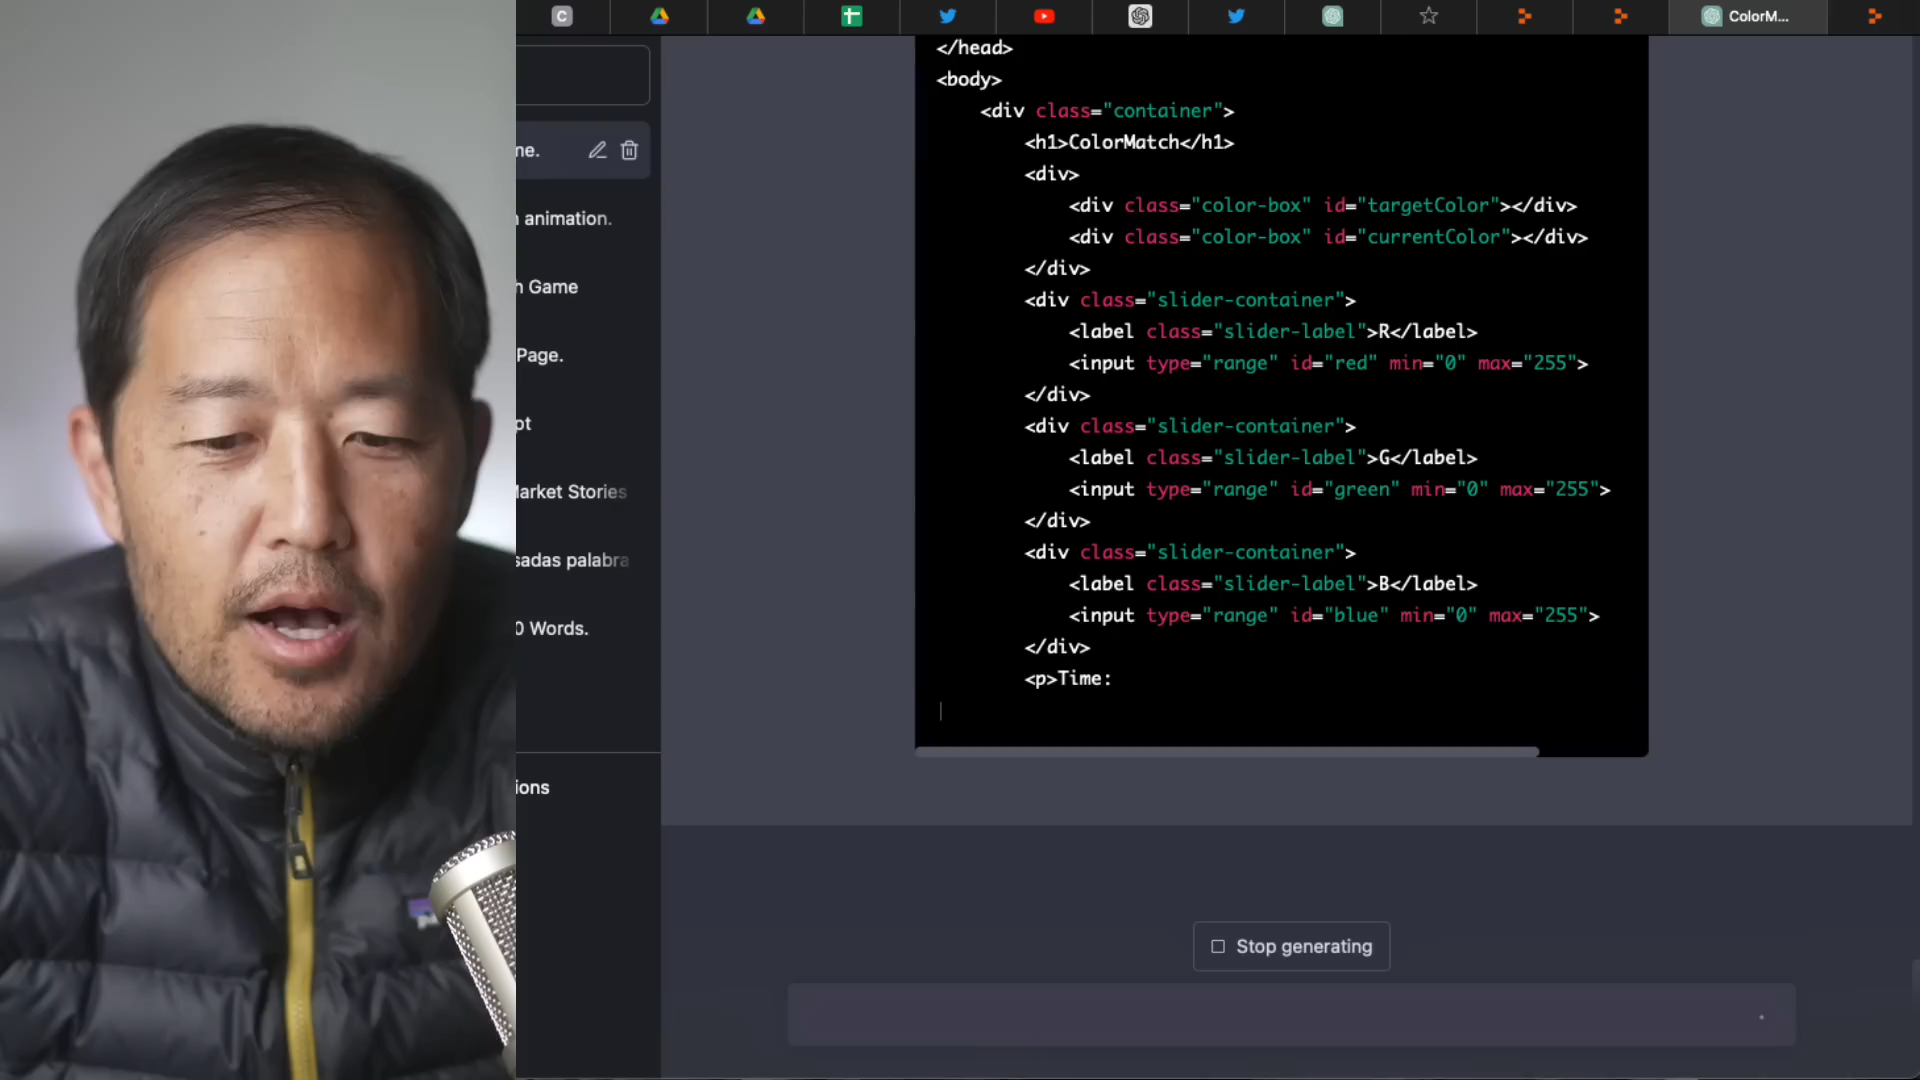 C
ColorM...
ne.
n animation.
h Game
Page.
pt
Market Stories
sadas palabra
0 Words.
ions
</head>
<body>
<div class="container">
<h1>ColorMatch</h1>
<div>
<div class="color-box" id="targetColor"></div>
<div class="color-box" id="currentColor"></div>
</div>
<div class="slider-container">
<label class="slider-label">R</label>
<input type="range" id="red" min="0" max="255">
</div>
<div class="slider-container">
<label class="slider-label">G</label>
<input type="range" id="green" min="0" max="255">
</div>
<div class="slider-container">
<label class="slider-label">B</label>
<input type="range" id="blue" min="0" max="255">
</div>
<p>Time:
Stop generating